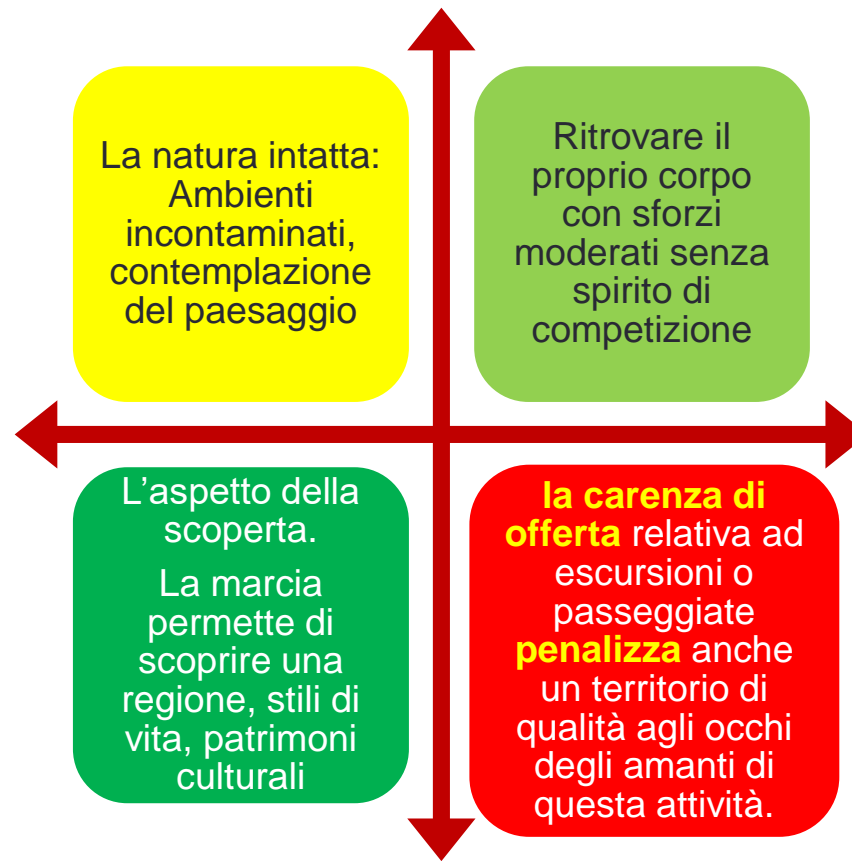 La natura intatta:
Ambienti
incontaminati,
contemplazione
del paesaggio
Ritrovare il
proprio corpo
con sforzi
moderati senza
spirito di
competizione
L’aspetto della
scoperta.
La marcia
permette di
scoprire una
regione, stili di
vita, patrimoni
culturali
la carenza di
offerta relativa ad
escursioni o
passeggiate
penalizza anche
un territorio di
qualità agli occhi
degli amanti di
questa attività.